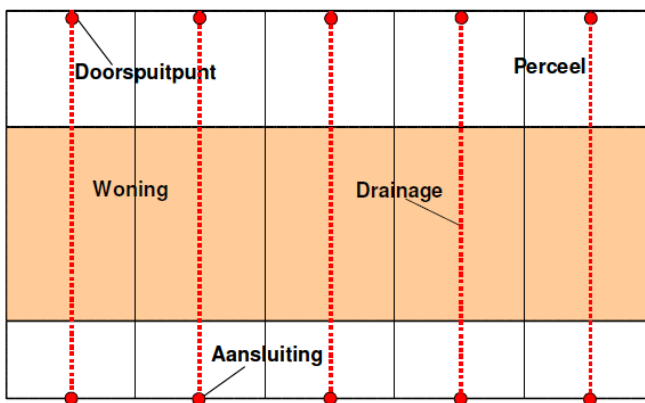 Doorspuitpunt
Perceel
Woning
Drainage
Aansluiting